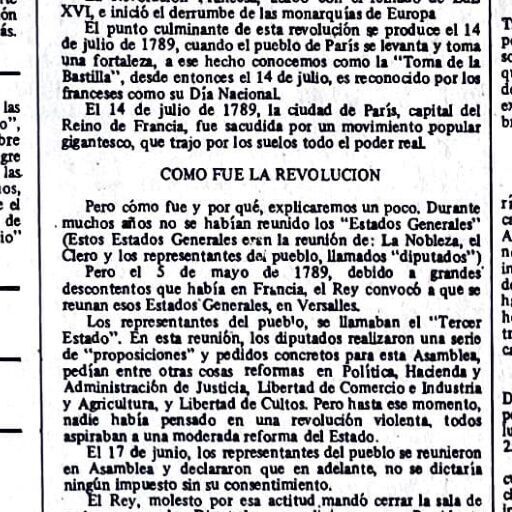 XVI, e inició el derrumbe de las monarquías de Europa
El punto culminante de esta revolución se produce el 14
de julio de 1789, cuando el pueblo de París se levanta y toma
una fortaleza, a ese hecho conocemos como la "Toma de la
Bastilla", desde entonces el 14 de julio, es reconocido por los
franceses como su Día Nacional.
El 14 de julio de 1789, la ciudad de París, capital del
Reino de Francia, fue sacudida por un movimiento popular
gigantesco, que trajo por los suelos todo el poder real.
COMO FUE LA REVOLUCION
Pero cómo fue y por qué, explicaremos un poco. Durante
muchos años no se habían reunido los "Estados Generales"
(Estos Estados Generales eran la reunión de: La Nobleza, el
Clero y los representantes del pueblo, llamados "diputados")
Pero el 5 de mayo de 1789, debido a grandes
descontentos que había en Francia, el Rey convocó a que se
reunan esos Estados Generales, en Versalles.
Los representantes del pueblo, se llamaban el "Tercer
Estado". En esta reunión, los diputados realizaron una serie
de "proposiciones" y pedidos concretos para esta Asamblea,
pedían entre otras cosas reformas en Política, Hacienda y
Administración de Justicia, Libertad de Comercio e Industria
y Agricultura, y Libertad de Cultos. Pero hasta ese momento,
nadie había pensado en una revolución violenta, todos
aspiraban a una moderada reforma del Estado.
El 17 de junio, los representantes del pueblo se reunieron
en Asamblea y declararon que en adelante, no se dictaría
ningún impuesto sin su consentimiento.
El Rey, molesto por esa actitud mandó cerrar la sala de